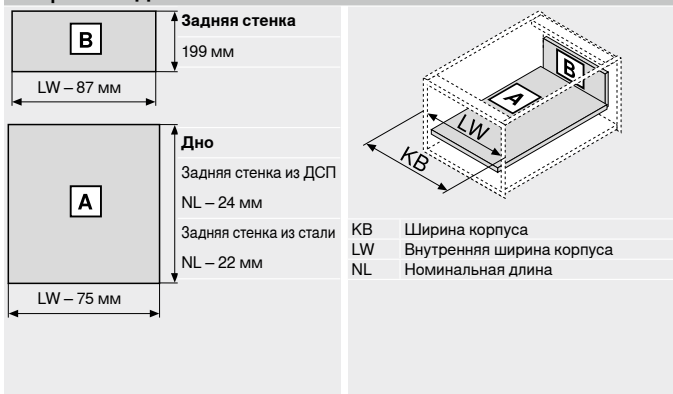 B
Задняя стенка
199 мм
LW – 87 мм
A
Дно
Задняя стенка из ДСП
NL – 24 мм
Задняя стенка из стали
NL – 22 мм
LW – 75 мм
B
A
LW
KB
KB Ширина корпуса
LW Внутренняя ширина корпуса
NL Номинальная длина